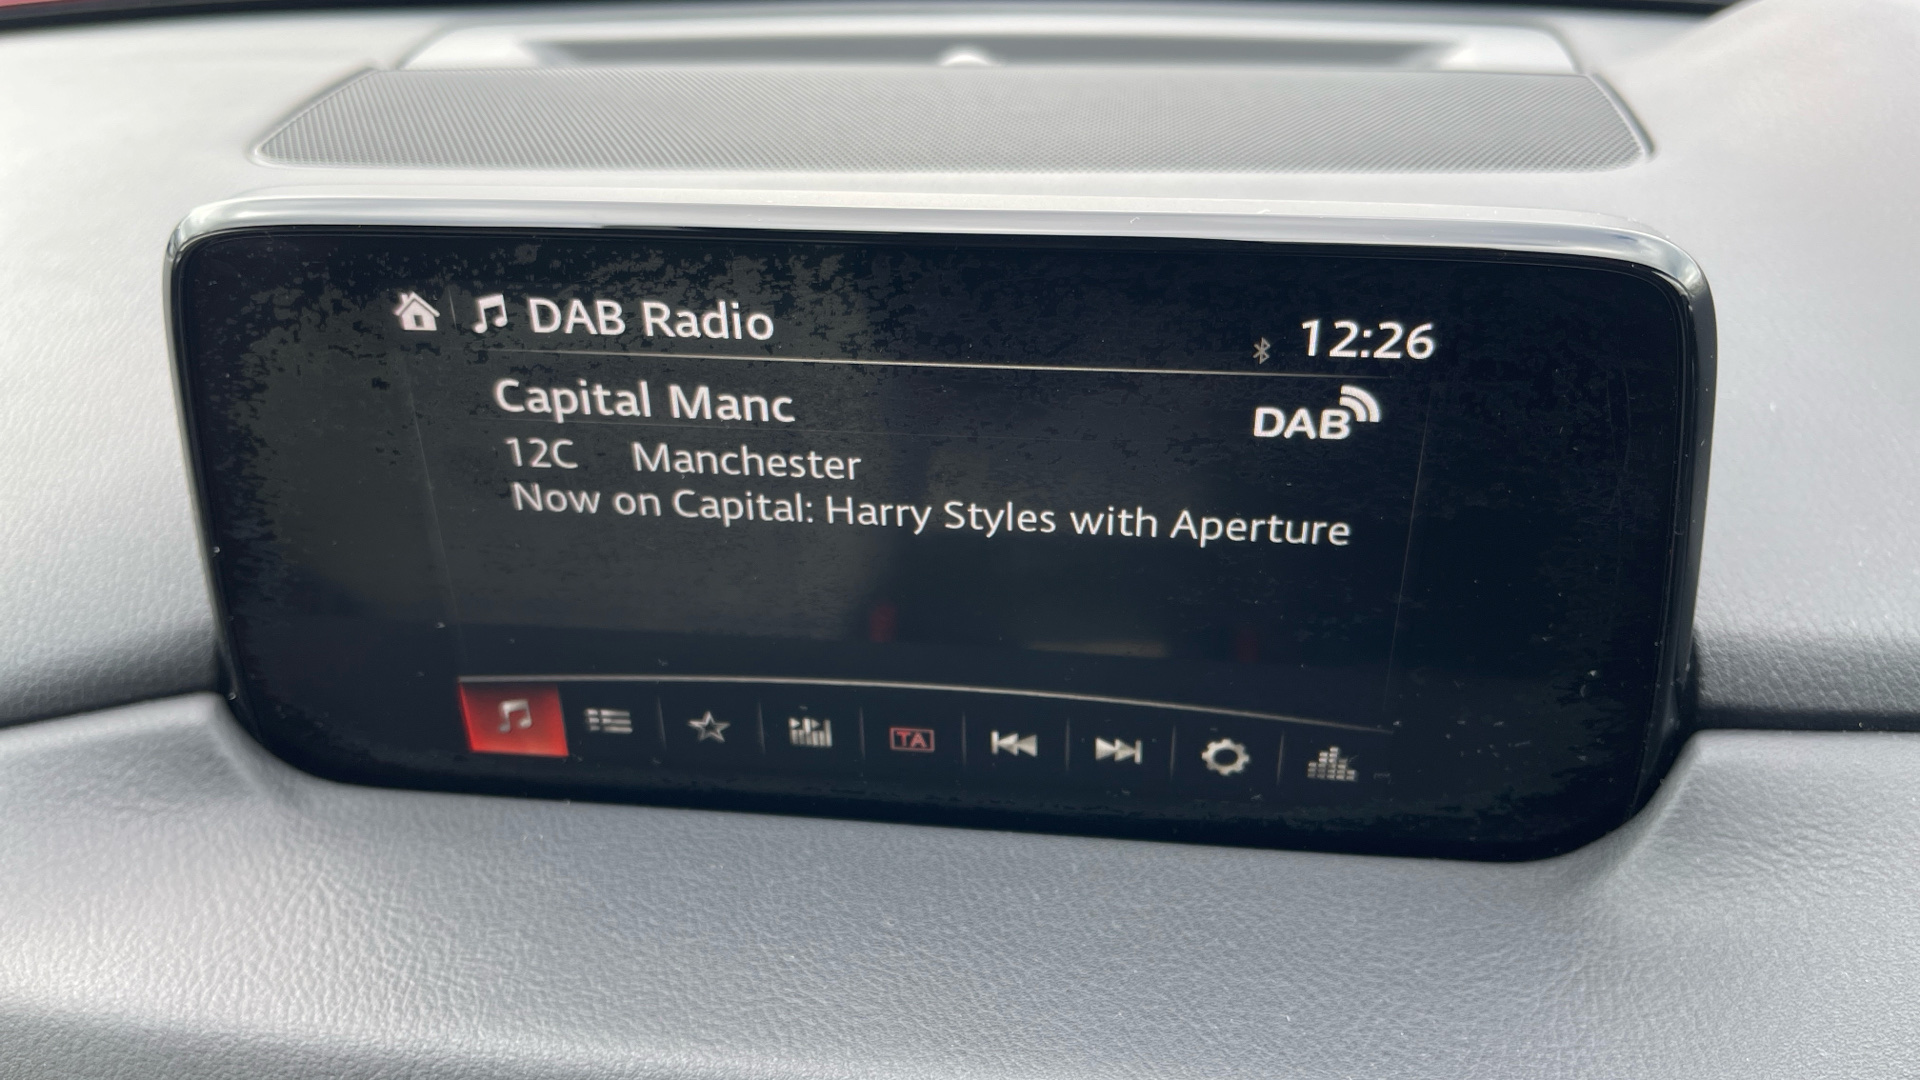 DAB Radio
12:26
Capital Manc
DAB
12C Manchester
Now on Capital: Harry Styles with Aperture
TA